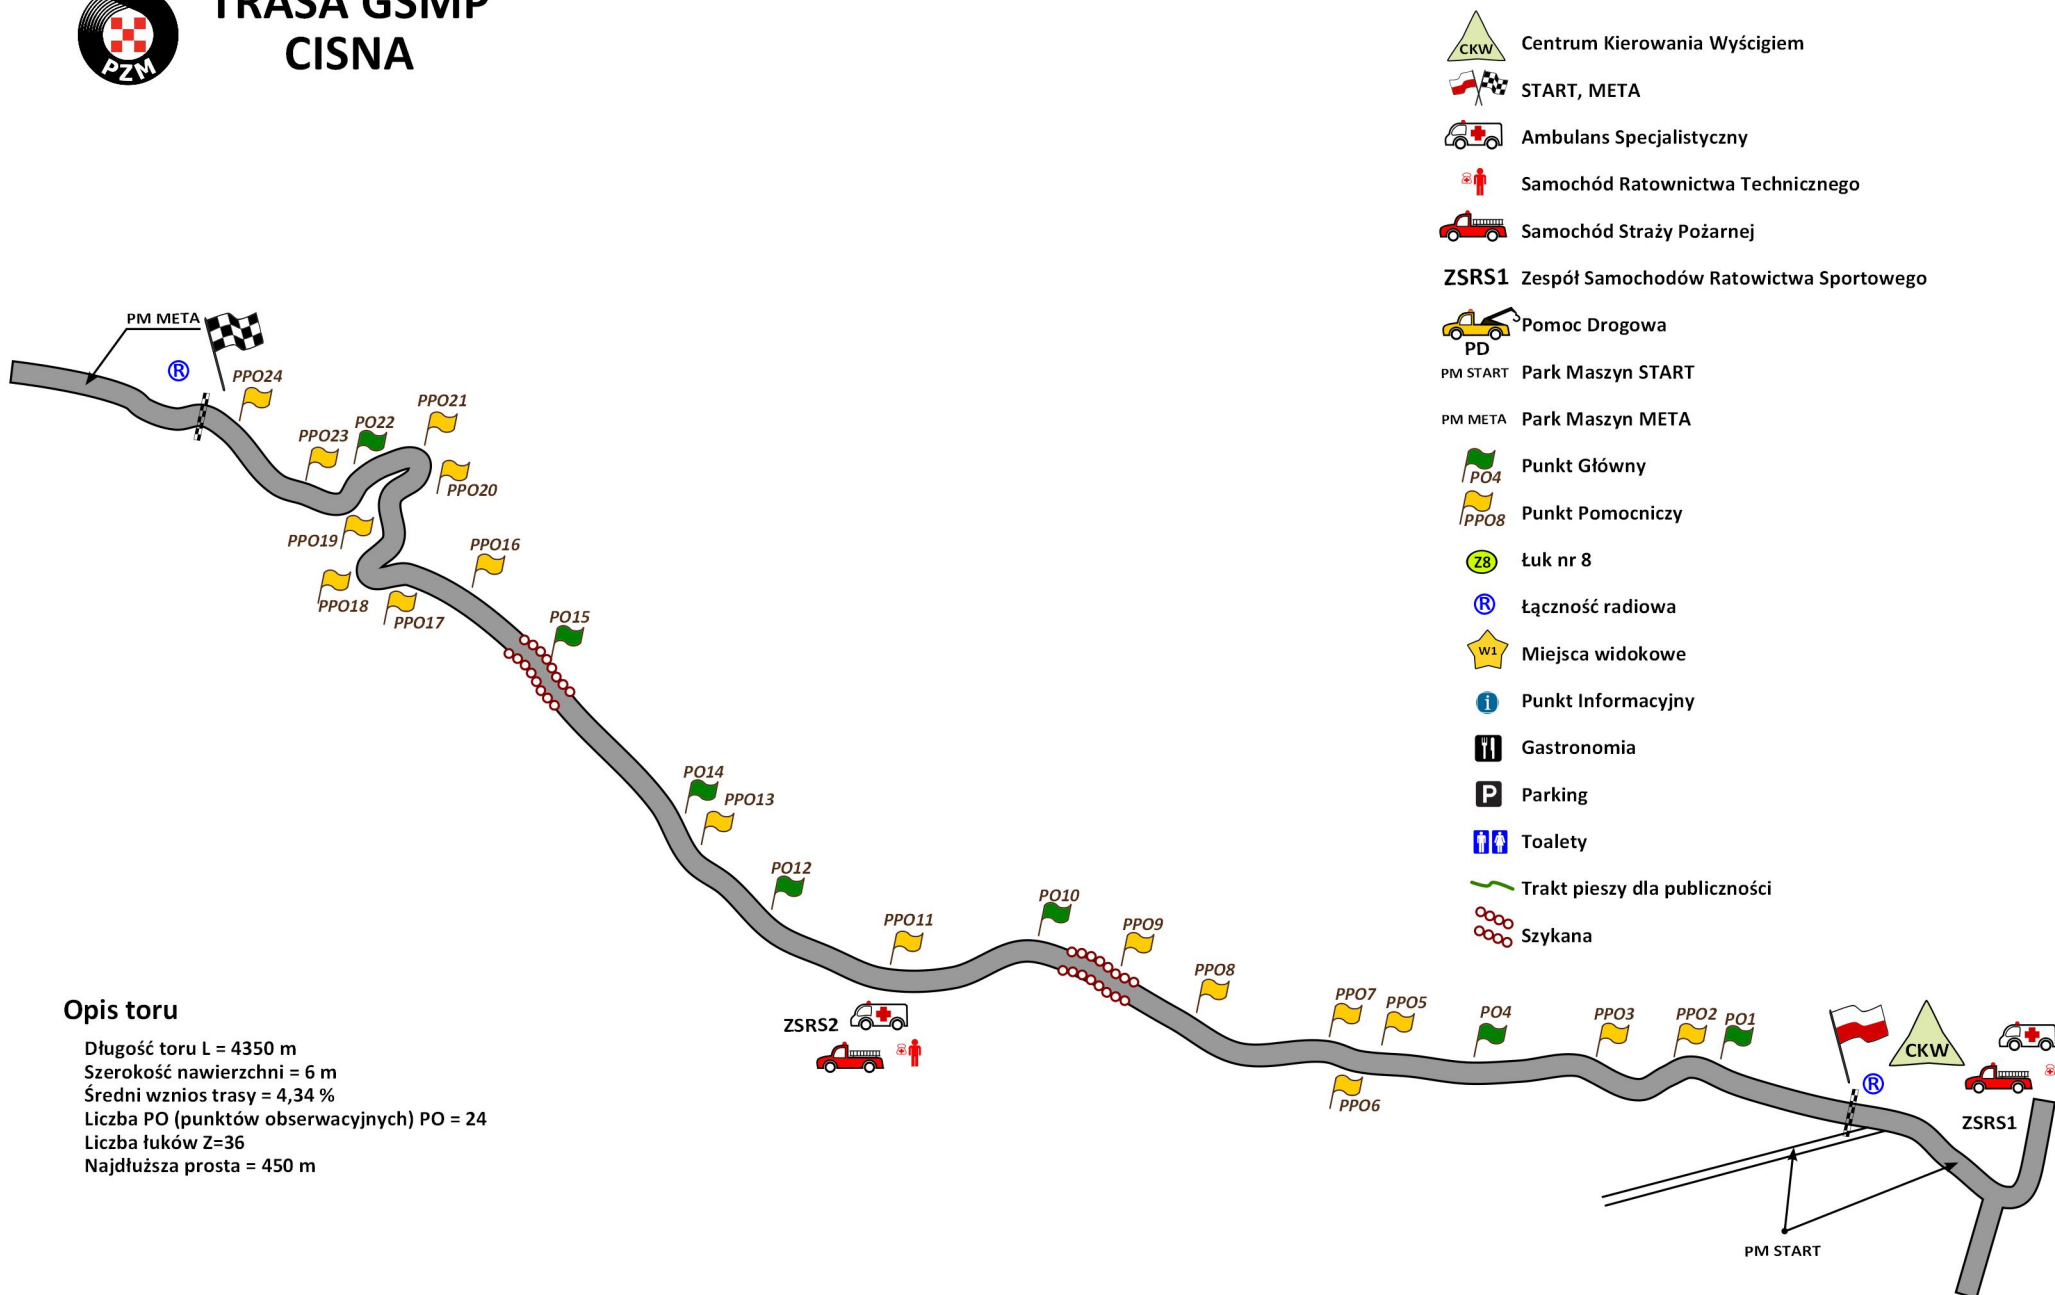 TRASA GSMP
CISNA
PZM
CKW Centrum Kierowania Wyścigiem
START, META
Ambulans Specjalistyczny
Samochód Ratownictwa Technicznego
Samochód Straży Pożarnej
ZSRS1 Zespół Samochodów Ratowictwa Sportowego
Pomoc Drogowa
PD
PM START Park Maszyn START
PM META Park Maszyn META
PO4 Punkt Główny
PPO8 Punkt Pomocniczy
Z8 Łuk nr 8
R Łączność radiowa
W1 Miejsca widokowe
i Punkt Informacyjny
Gastronomia
P Parking
Toalety
Trakt pieszy dla publiczności
Szykana
PM META
R
PPO24
PPO23
PO22
PPO21
PPO20
PPO19
PPO18
PPO17
PPO16
PO15
PO14
PPO13
PO12
PPO11
PO10
PPO9
PPO8
PPO7
PPO6
PPO5
PO4
PPO3
PPO2
PO1
ZSRS2
CKW
R
ZSRS1
PM START
Opis toru
Długość toru L = 4350 m
Szerokość nawierzchni = 6 m
Średni wznios trasy = 4,34 %
Liczba PO (punktów obserwacyjnych) PO = 24
Liczba łuków Z=36
Najdłuższa prosta = 450 m